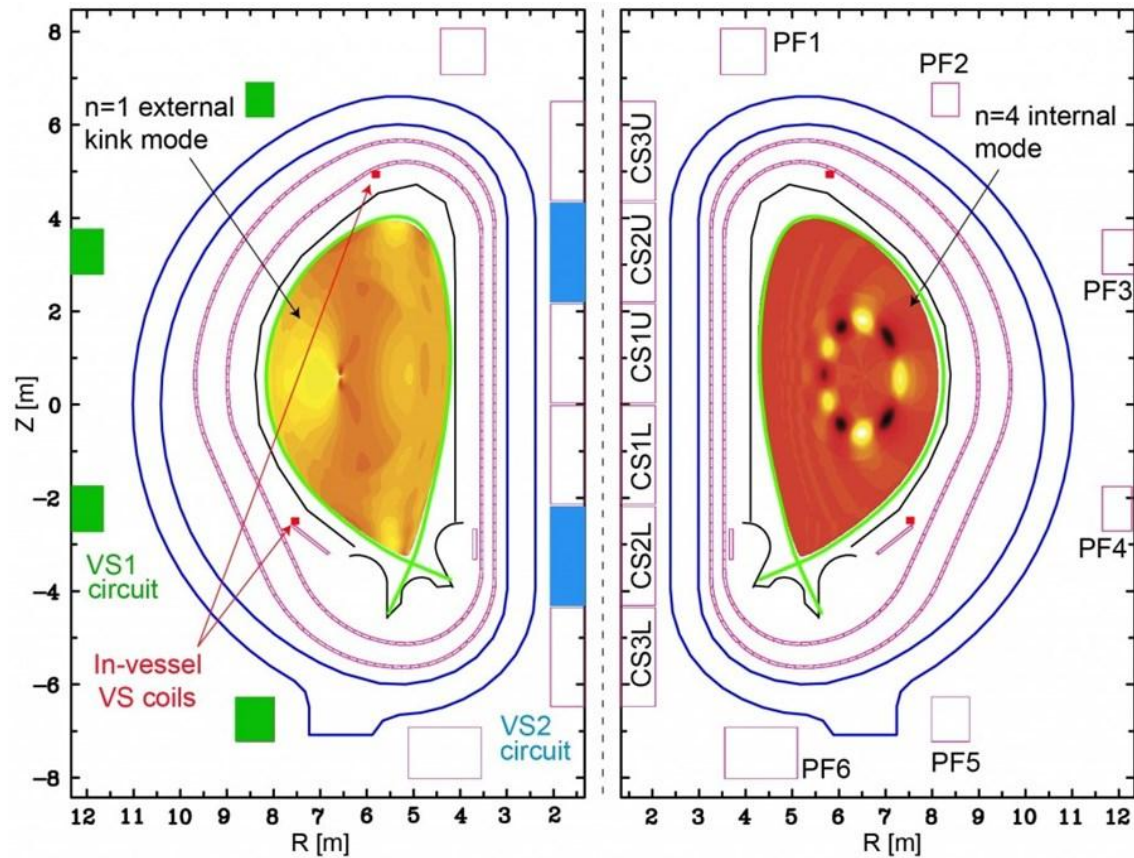 8
6
4
2
0
−2
−4
−6
−8
Z [m]
n=1 external
kink mode
VS1
circuit
In-vessel
VS coils
VS2
circuit
12 11 10 9 8 7 6 5 4 3 2
R [m]
PF1
PF2
n=4 internal
mode
CS3U
CS2U
CS1U
CS1L
CS2L
CS3L
PF3
PF4
PF5
PF6
2 3 4 5 6 7 8 9 10 11 12
R [m]